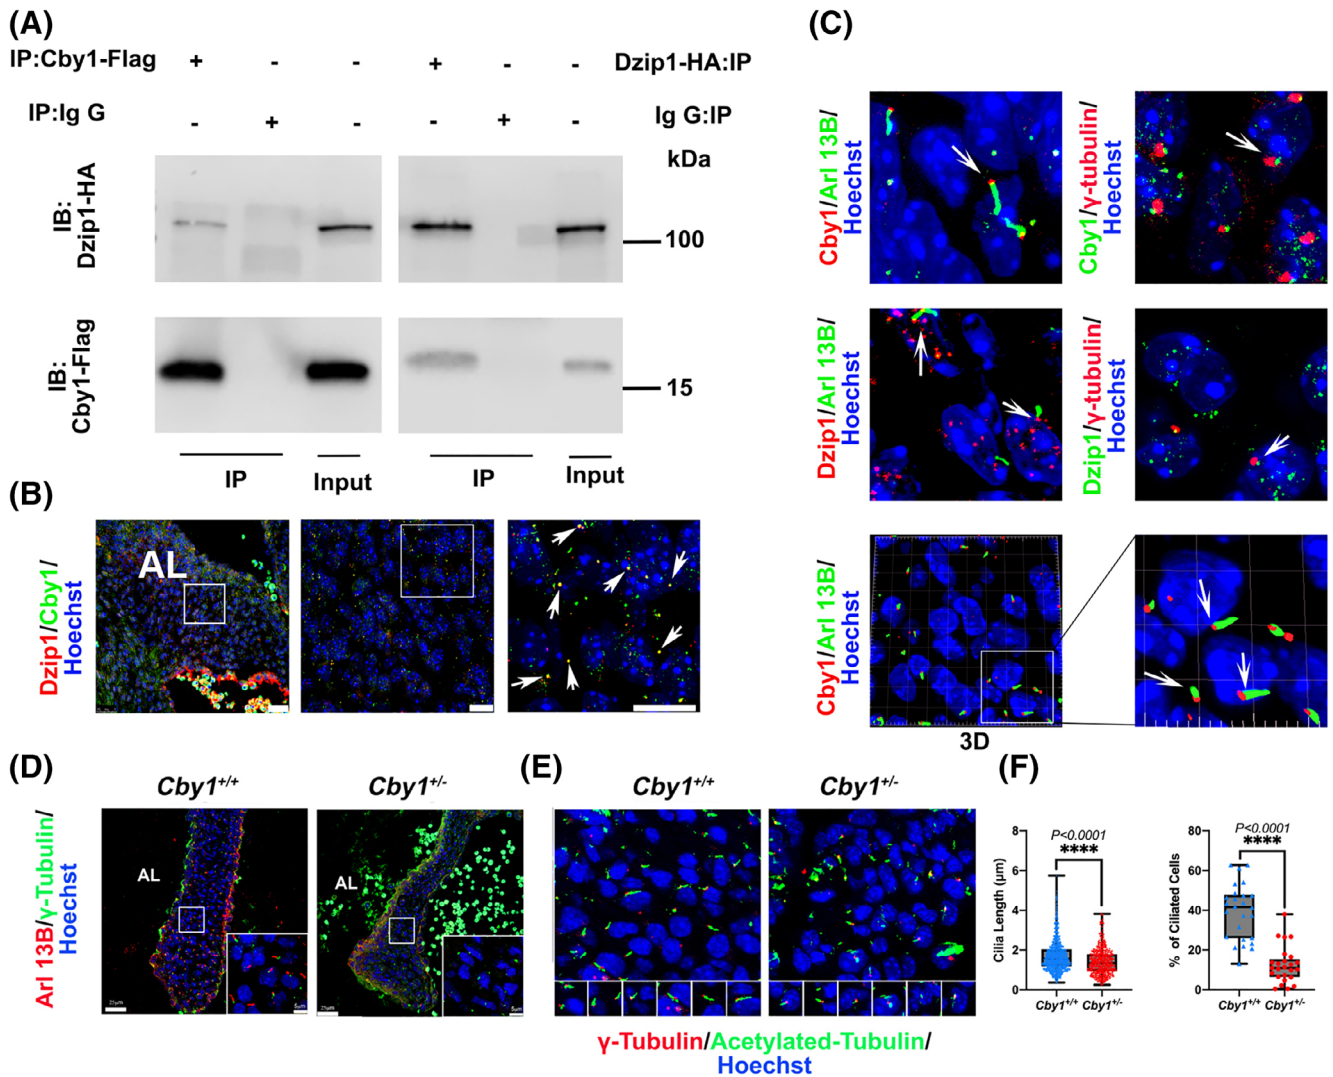 (A)
IP:Cby1-Flag + - - + - - Dzip1-HA:IP
IP:Ig G - + - - + - Ig G:IP
kDa
IB:
Dzip1-HA
100
IB:
Cby1-Flag
15
IP Input IP Input
(B)
Dzip1/Cby1/
Hoechst
AL
(C)
Cby1/Arl 13B/
Hoechst
Cby1/γ-tubulin/
Hoechst
Dzip1/Arl 13B/
Hoechst
Dzip1/γ-tubulin/
Hoechst
Cby1/Arl 13B/
Hoechst
3D
(D)
Cby1+/+ Cby1+/-
Arl 13B/γ-Tubulin/
Hoechst
AL AL
25μm 5μm 25μm 5μm
(E)
Cby1+/+ Cby1+/-
γ-Tubulin/Acetylated-Tubulin/
Hoechst
(F)
Cilia Length (μm)
8
6
4
2
0
P<0.0001
****
Cby1+/+ Cby1+/-
% of Ciliated Cells
80
60
40
20
0
P<0.0001
****
Cby1+/+ Cby1+/-